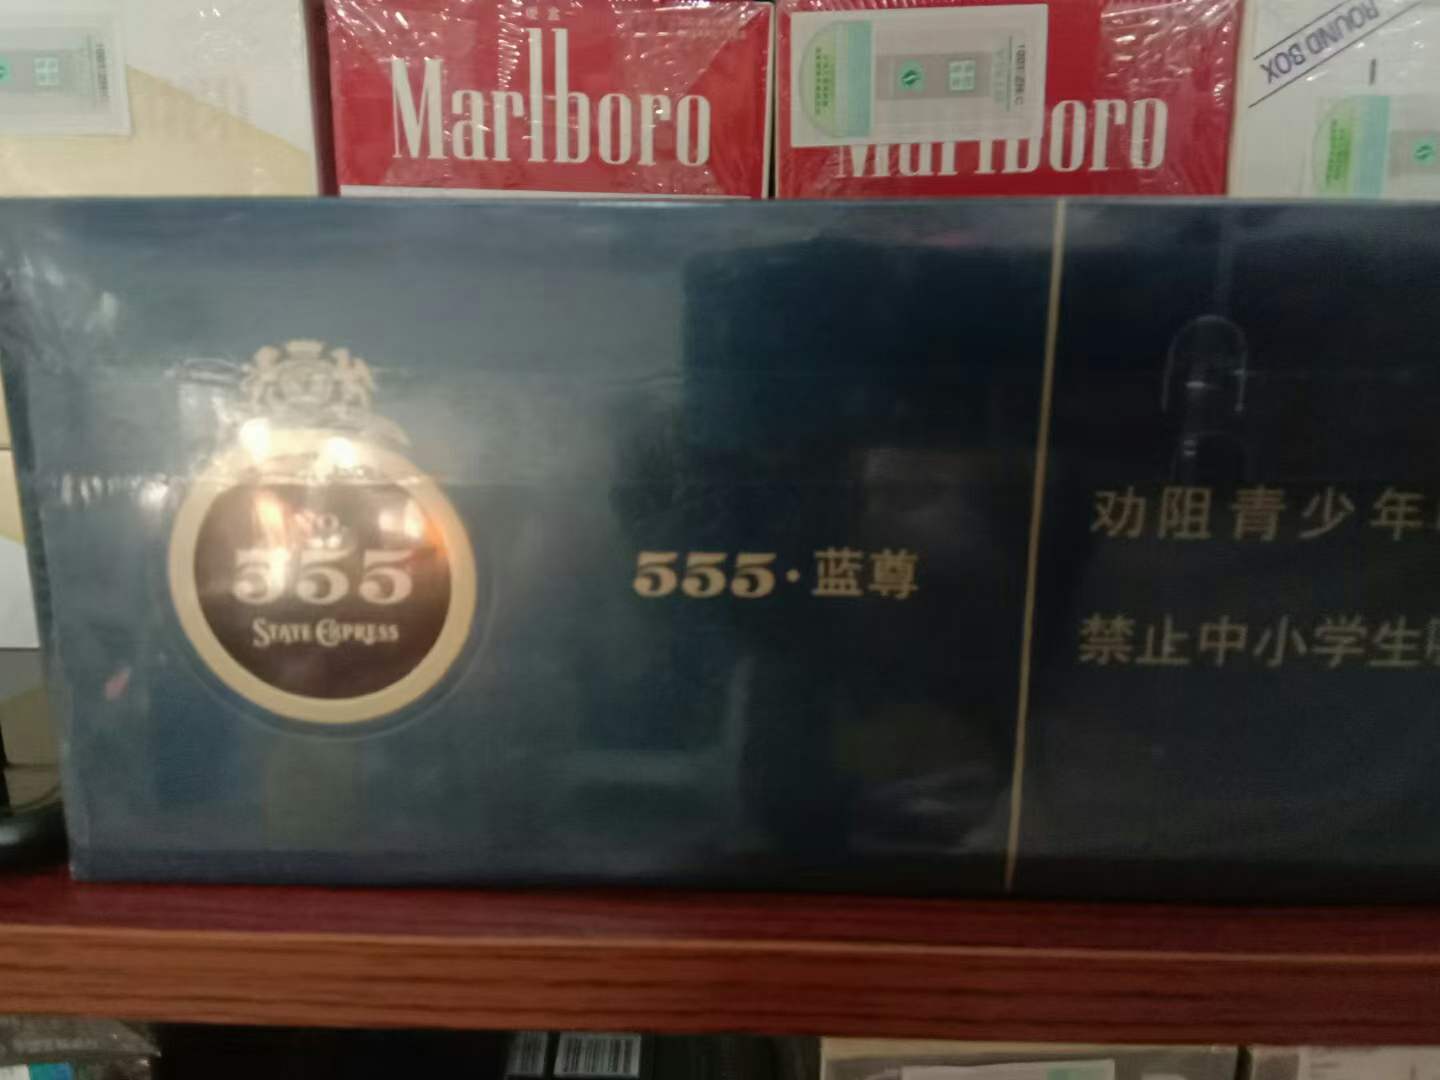 Marlboro
Marlboro
ROUND BOX
No.
555
STATE EXPRESS
555·蓝尊
劝阻青少年
禁止中小学生